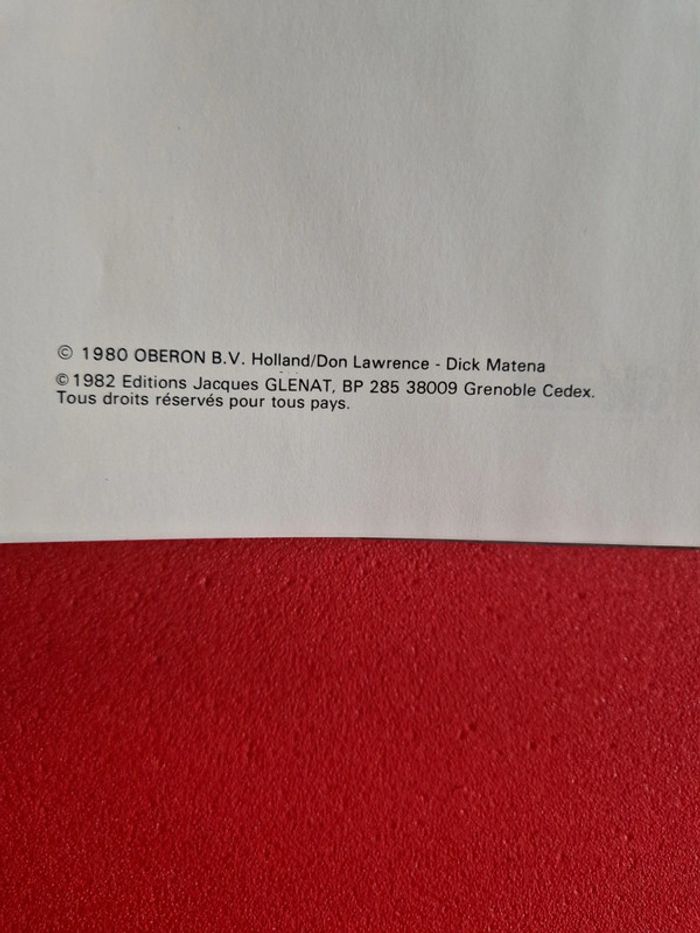 © 1980 OBERON B.V. Holland/Don Lawrence - Dick Matena
© 1982 Editions Jacques GLENAT, BP 285 38009 Grenoble Cedex.
Tous droits réservés pour tous pays.